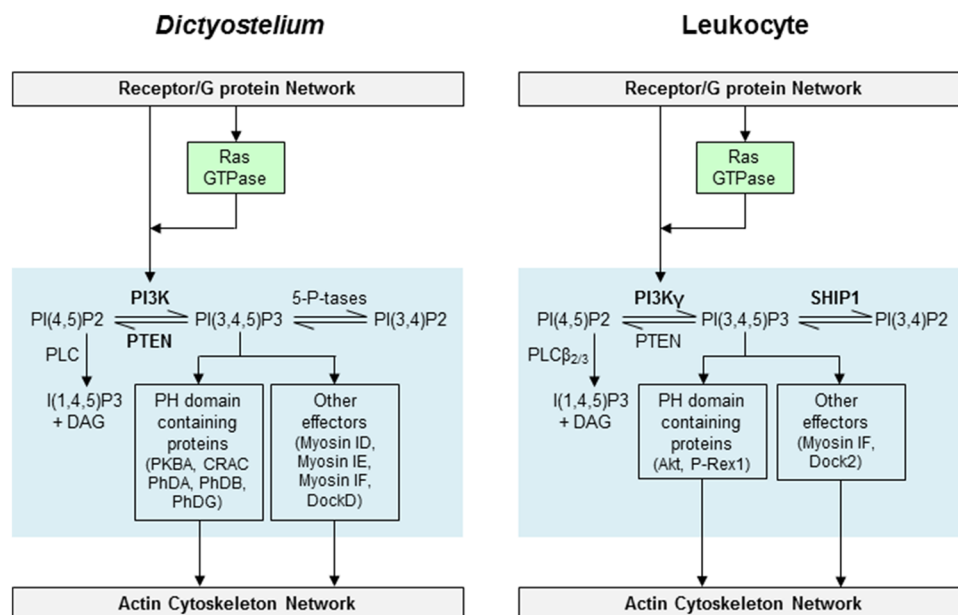 Dictyostelium
Receptor/G protein Network
Ras
GTPase
PI3K
5-P-tases
PI(4,5)P2
PI(3,4,5)P3
PI(3,4)P2
PTEN
PLC
I(1,4,5)P3
+ DAG
PH domain
containing
proteins
(PKBA, CRAC
PhDA, PhDB,
PhDG)
Other
effectors
(Myosin ID,
Myosin IE,
Myosin IF,
DockD)
Actin Cytoskeleton Network
Leukocyte
Receptor/G protein Network
Ras
GTPase
PI3Kγ
SHIP1
PI(4,5)P2
PI(3,4,5)P3
PI(3,4)P2
PTEN
PLCβ2/3
I(1,4,5)P3
+ DAG
PH domain
containing
proteins
(Akt, P-Rex1)
Other
effectors
(Myosin IF,
Dock2)
Actin Cytoskeleton Network